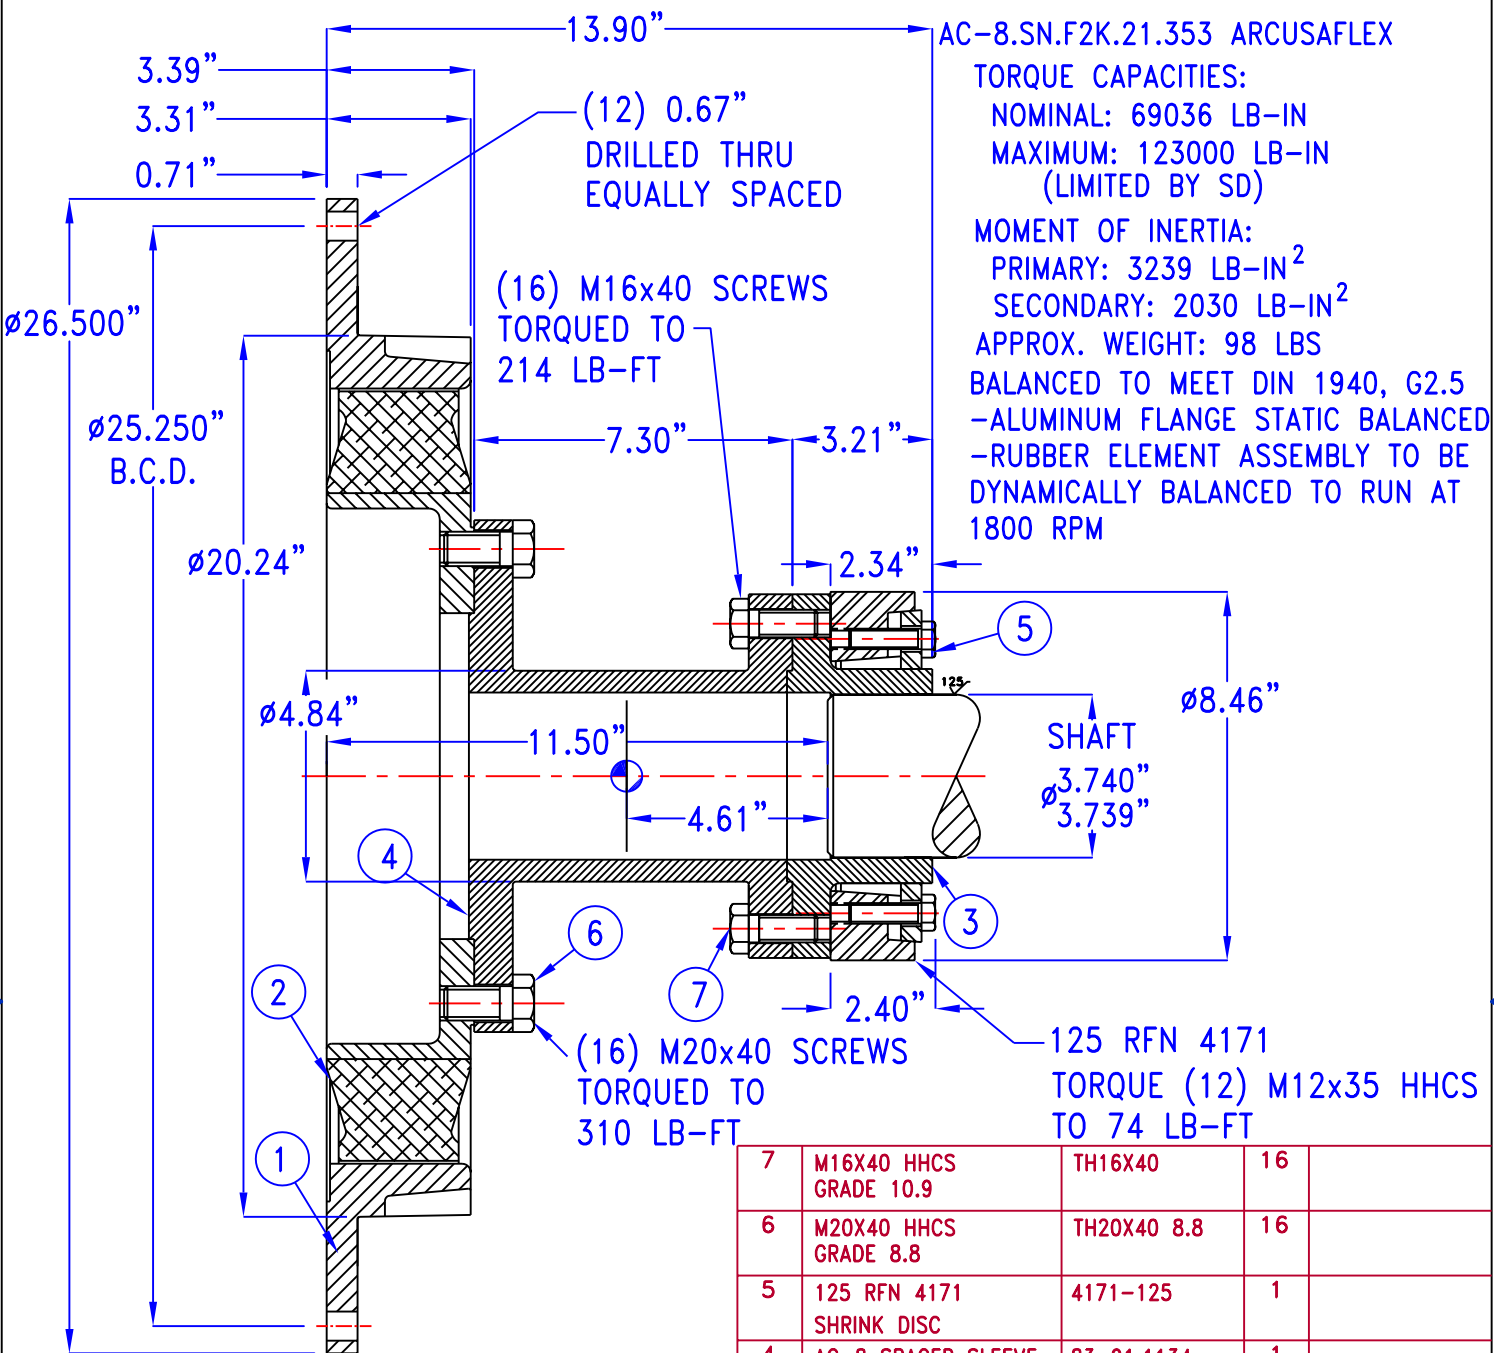 13.90"
3.39"
3.31"
0.71"
(12) 0.67"
DRILLED THRU
EQUALLY SPACED
AC-8.SN.F2K.21.353 ARCUSAFLEX
TORQUE CAPACITIES:
NOMINAL: 69036 LB-IN
MAXIMUM: 123000 LB-IN
(LIMITED BY SD)
MOMENT OF INERTIA:
PRIMARY: 3239 LB-IN²
SECONDARY: 2030 LB-IN²
APPROX. WEIGHT: 98 LBS
BALANCED TO MEET DIN 1940, G2.5
-ALUMINUM FLANGE STATIC BALANCED
-RUBBER ELEMENT ASSEMBLY TO BE
DYNAMICALLY BALANCED TO RUN AT
1800 RPM
(16) M16x40 SCREWS
TORQUED TO
214 LB-FT
ø26.500"
ø25.250"
B.C.D.
ø20.24"
7.30"
3.21"
2.34"
5
125
ø8.46"
ø4.84"
11.50"
4.61"
SHAFT
ø3.740"
3.739"
4
3
6
7
2
2.40"
1
(16) M20x40 SCREWS
TORQUED TO
310 LB-FT
125 RFN 4171
TORQUE (12) M12x35 HHCS
TO 74 LB-FT
7 M16X40 HHCS TH16X40 16
GRADE 10.9
6 M20X40 HHCS TH20X40 8.8 16
GRADE 8.8
5 125 RFN 4171 4171-125 1
SHRINK DISC